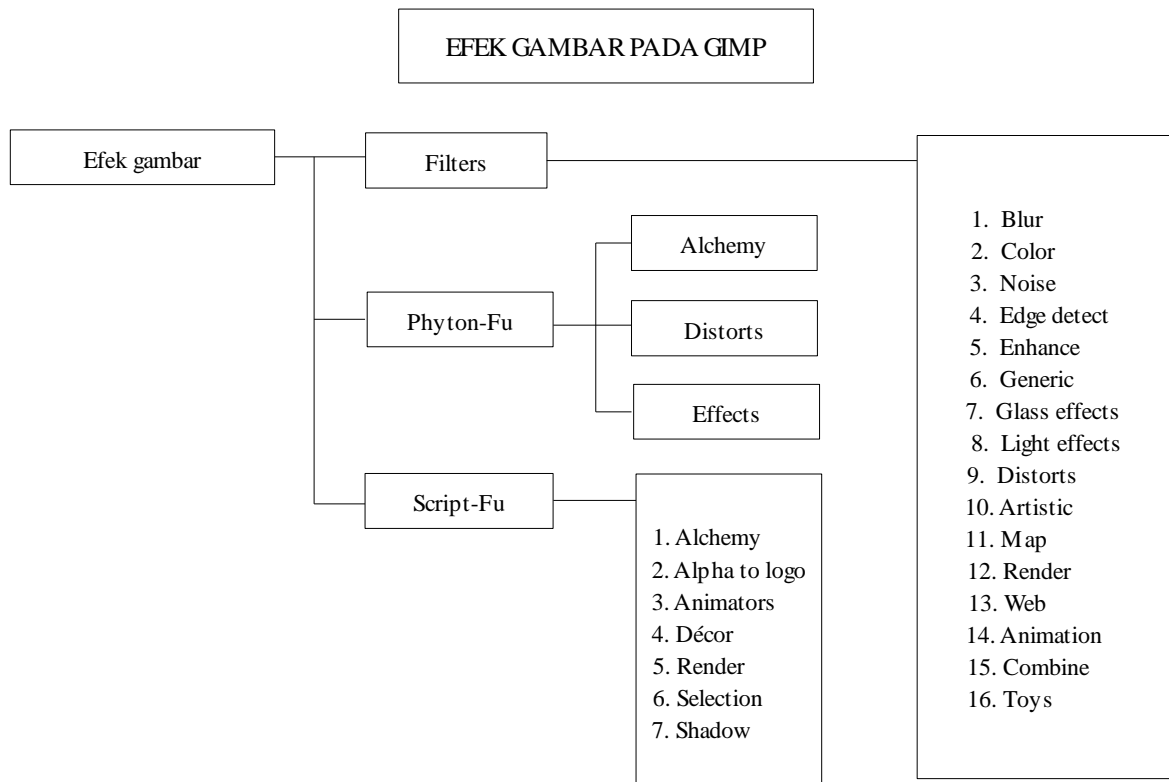 EFEK GAMBAR PADA GIMP
Efek gambar
Filters
Phyton-Fu
Alchemy
Distorts
Effects
Script-Fu
1. Alchemy
2. Alpha to logo
3. Animators
4. Décor
5. Render
6. Selection
7. Shadow
1. Blur
2. Color
3. Noise
4. Edge detect
5. Enhance
6. Generic
7. Glass effects
8. Light effects
9. Distorts
10. Artistic
11. Map
12. Render
13. Web
14. Animation
15. Combine
16. Toys